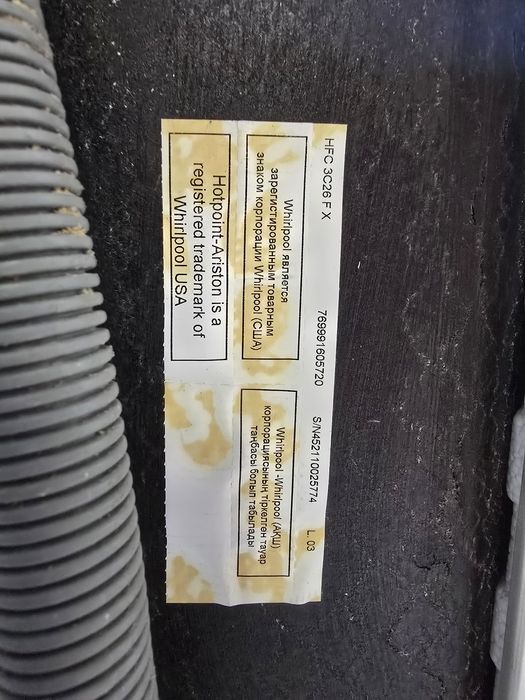 HFC 3C26 F X 769991605720 S/N452110025774 L. 03
Whirlpool является
зарегистрированным товарным
знаком корпорации Whirlpool (США)
Whirlpool -Whirlpool (АҚШ)
корпорациясының тіркелген тауар
таңбасы болып табылады
Hotpoint-Ariston is a
registered trademark of
Whirlpool USA